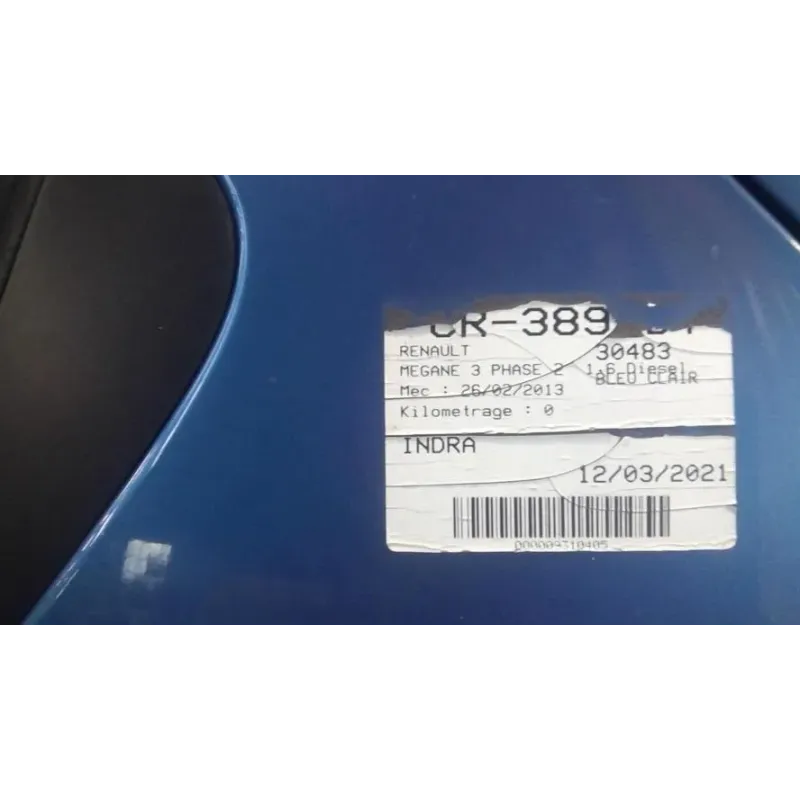 CR-389
RENAULT 30483
MEGANE 3 PHASE 2 1.6 Diesel
BLEU CLAIR
Mec : 26/02/2013
Kilometrage : 0
INDRA
12/03/2021